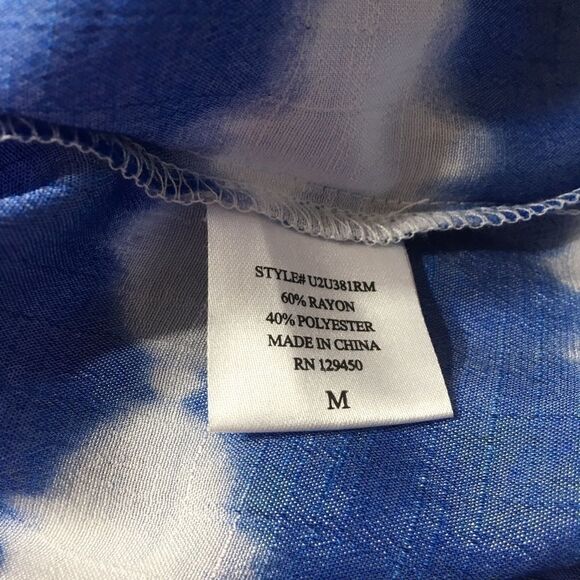 STYLE# U2U381RM
60% RAYON
40% POLYESTER
MADE IN CHINA
RN 129450
M